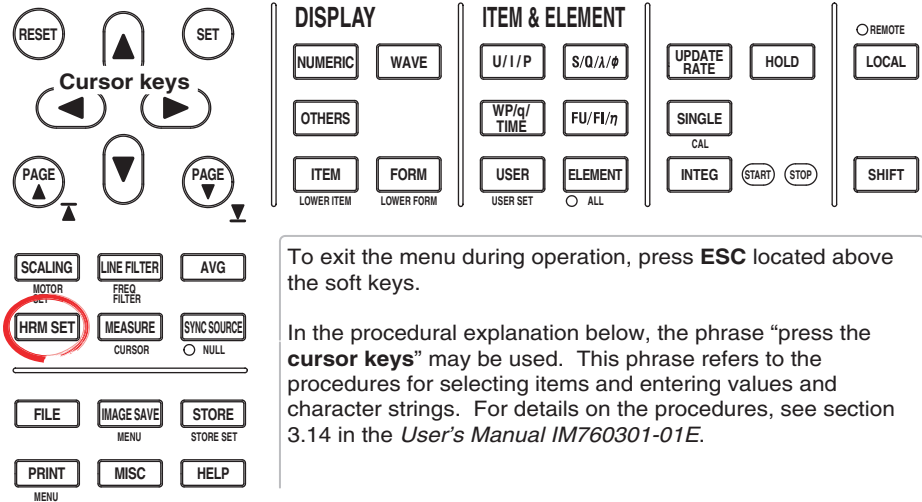 DISPLAY
ITEM & ELEMENT
RESET
SET
REMOTE
NUMERIC
WAVE
U / I / P
S/Q/λ/ϕ
UPDATE RATE
HOLD
LOCAL
Cursor keys
OTHERS
WP/q/ TIME
FU/FI/η
SINGLE
CAL
PAGE
PAGE
ITEM
FORM
USER
ELEMENT
INTEG
START
STOP
SHIFT
LOWER ITEM
LOWER FORM
USER SET
ALL
SCALING
LINE FILTER
AVG
MOTOR SET
FREQ FILTER
HRM SET
MEASURE
SYNC SOURCE
CURSOR
NULL
FILE
IMAGE SAVE
STORE
MENU
STORE SET
PRINT
MISC
HELP
MENU
To exit the menu during operation, press ESC located above
the soft keys.
In the procedural explanation below, the phrase “press the
cursor keys” may be used. This phrase refers to the
procedures for selecting items and entering values and
character strings. For details on the procedures, see section
3.14 in the User’s Manual IM760301-01E.